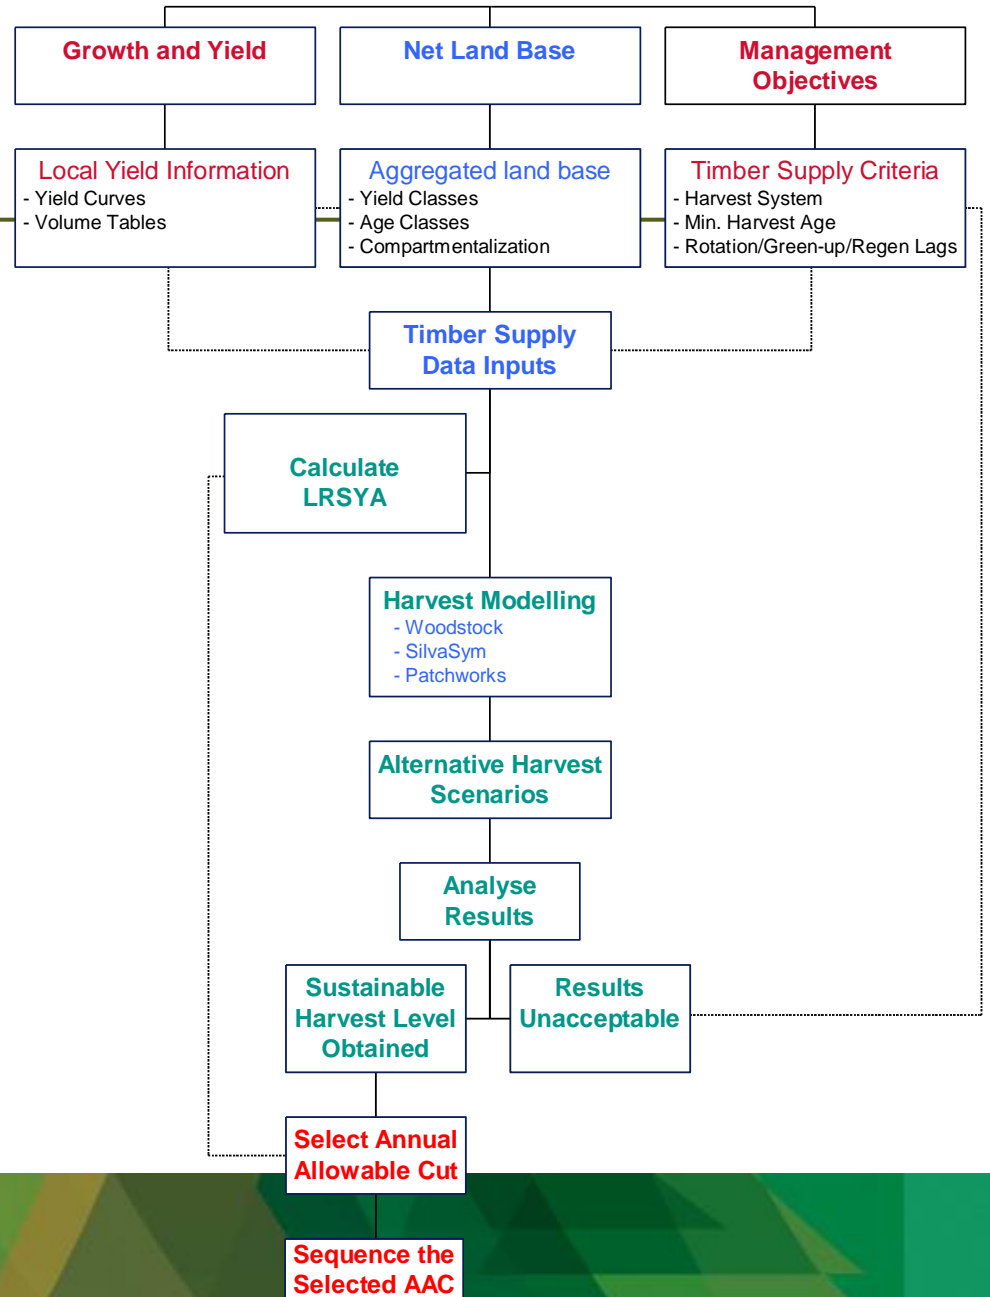 Growth and Yield
Net Land Base
Management
Objectives
Local Yield Information
- Yield Curves
- Volume Tables
Aggregated land base
- Yield Classes
- Age Classes
- Compartmentalization
Timber Supply Criteria
- Harvest System
- Min. Harvest Age
- Rotation/Green-up/Regen Lags
Timber Supply
Data Inputs
Calculate
LRSYA
Harvest Modelling
- Woodstock
- SilvaSym
- Patchworks
Alternative Harvest
Scenarios
Analyse
Results
Sustainable
Harvest Level
Obtained
Results
Unacceptable
Select Annual
Allowable Cut
Sequence the
Selected AAC